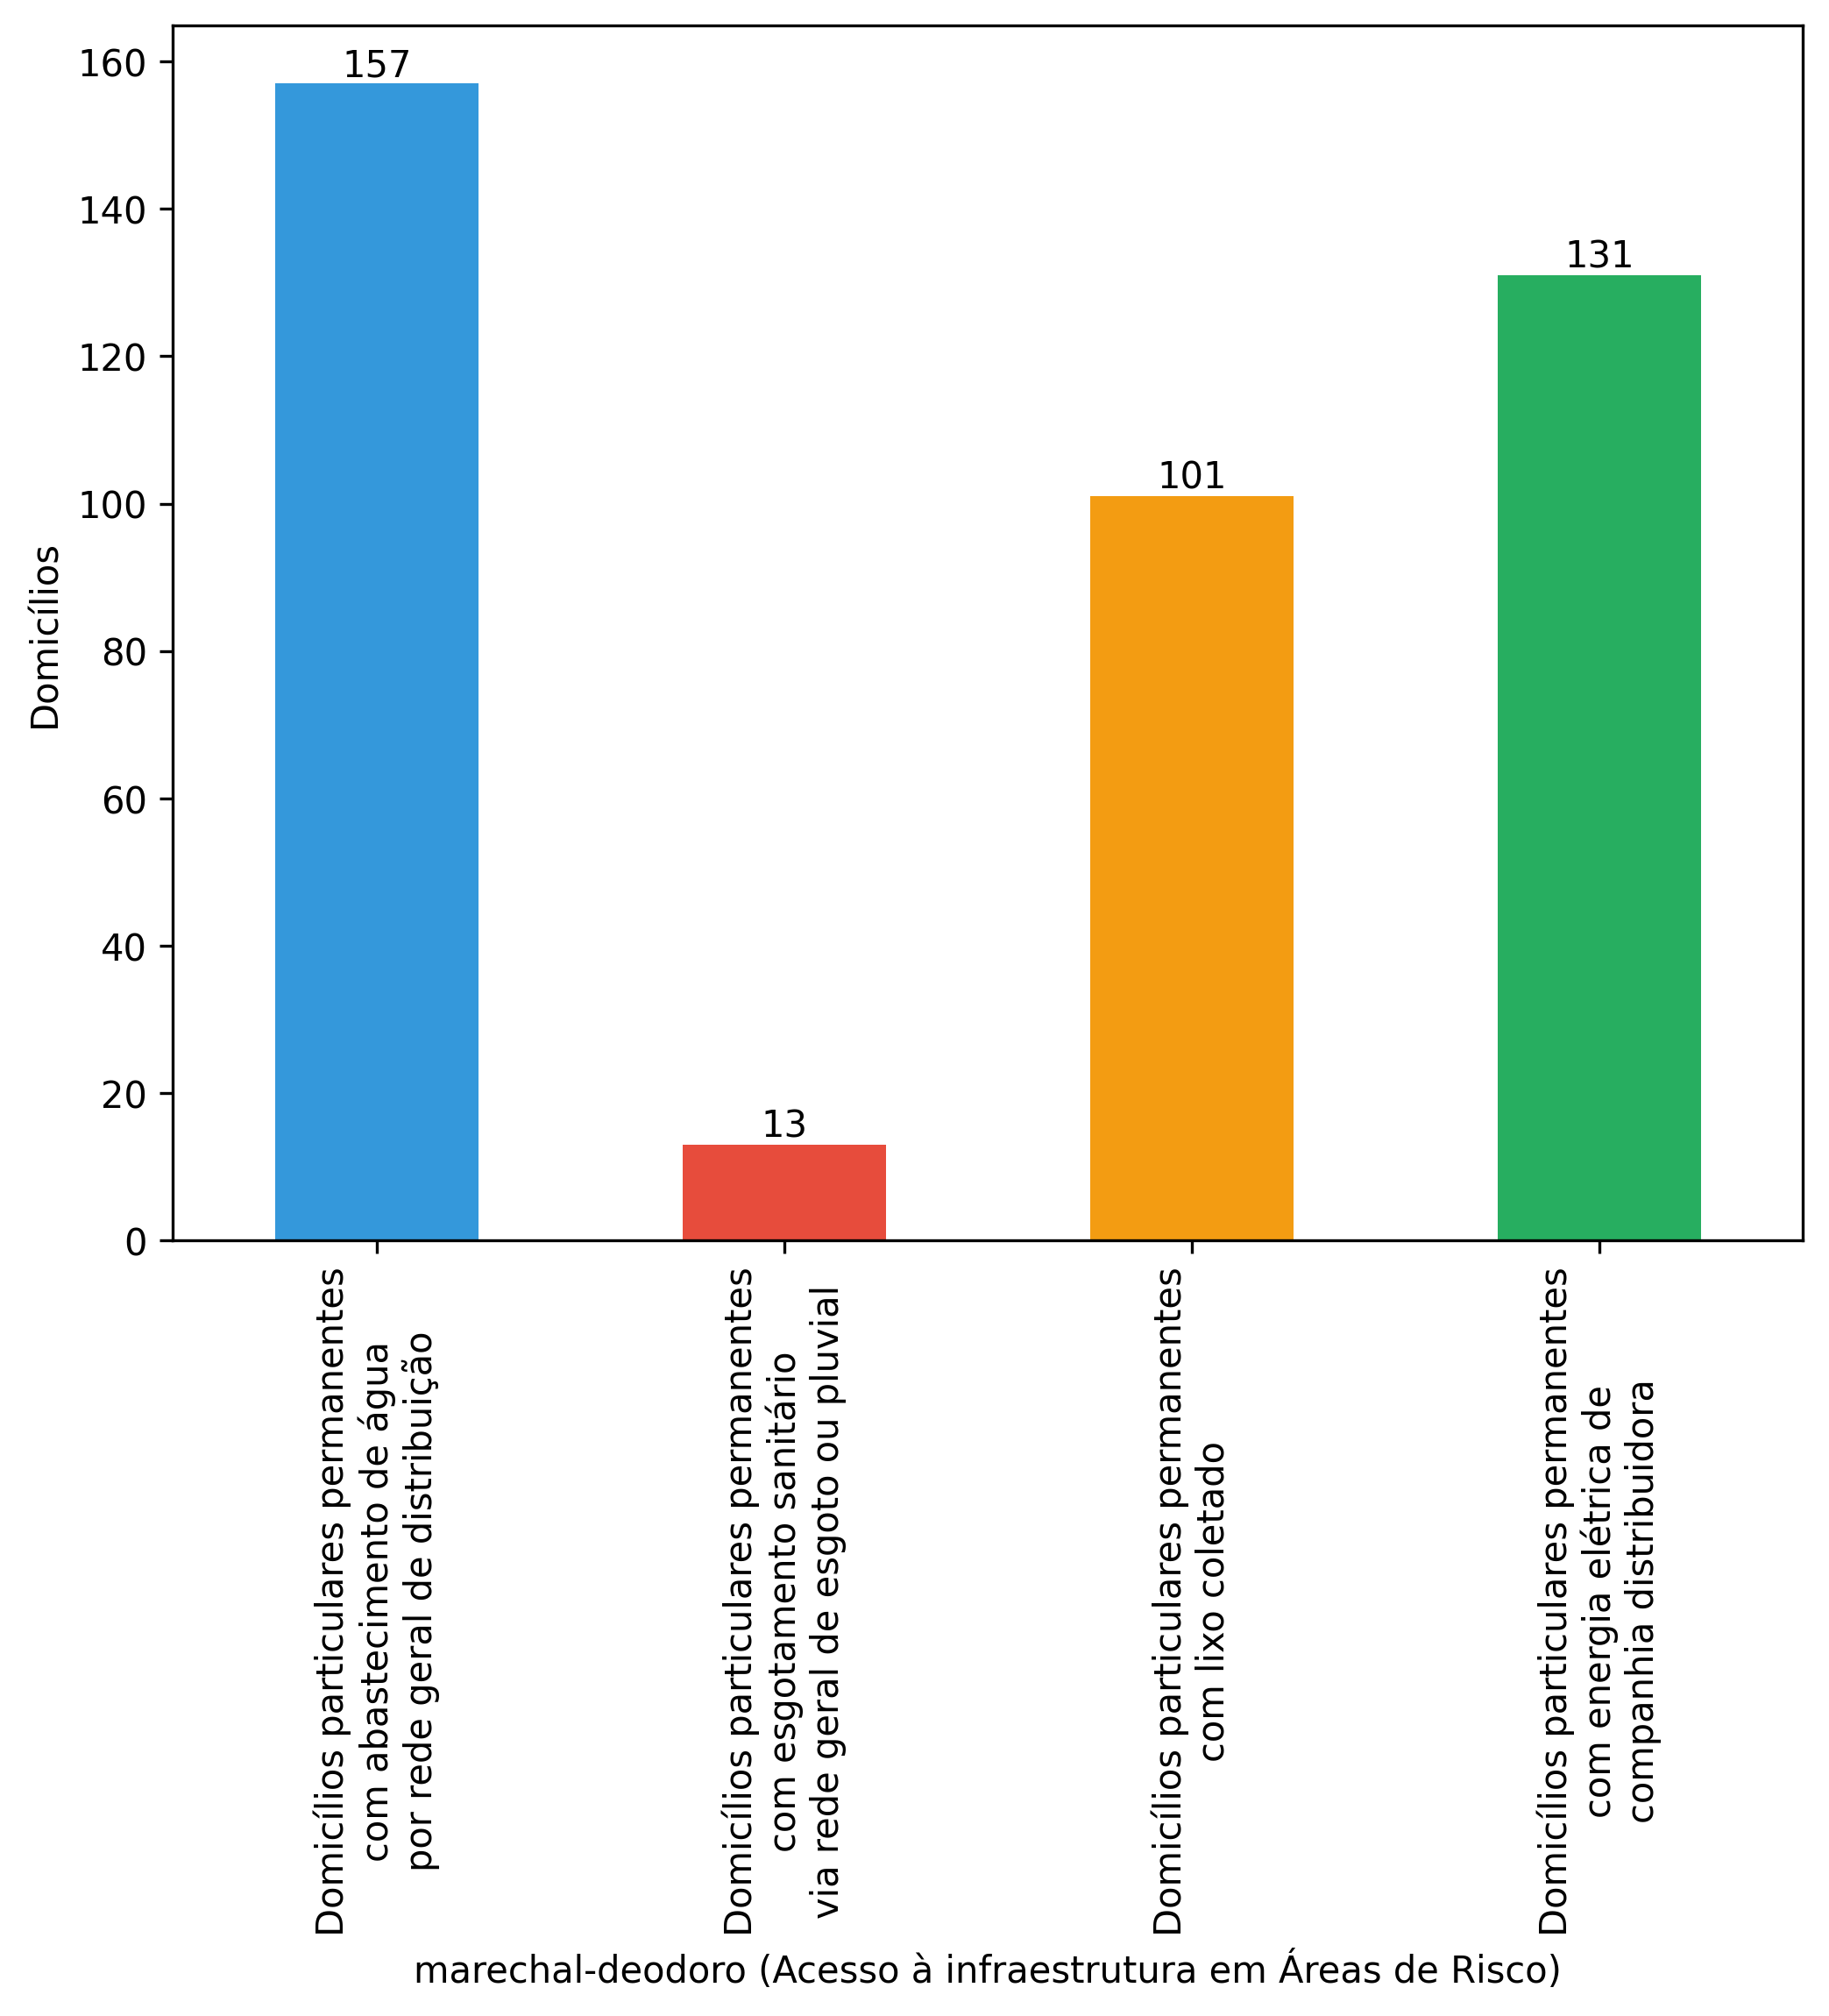 160
140
120
100
80
60
40
20
0
Domicílios
157
13
101
131
Domicílios particulares permanentes
com abastecimento de água
por rede geral de distribuição
Domicílios particulares permanentes
com esgotamento sanitário
via rede geral de esgoto ou pluvial
Domicílios particulares permanentes
com lixo coletado
Domicílios particulares permanentes
com energia elétrica de
companhia distribuidora
marechal-deodoro (Acesso à infraestrutura em Áreas de Risco)